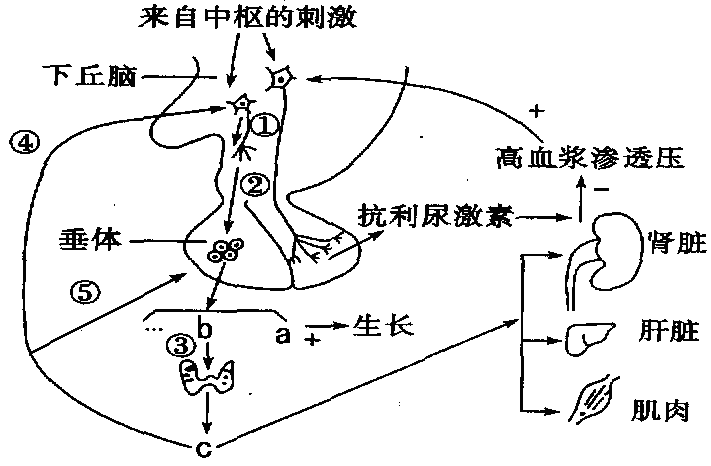 来自中枢的刺激
下丘脑
①
+
④
高血浆渗透压
②
−
抗利尿激素
垂体
肾脏
⑤
... b a + 生长
③
肝脏
肌肉
c